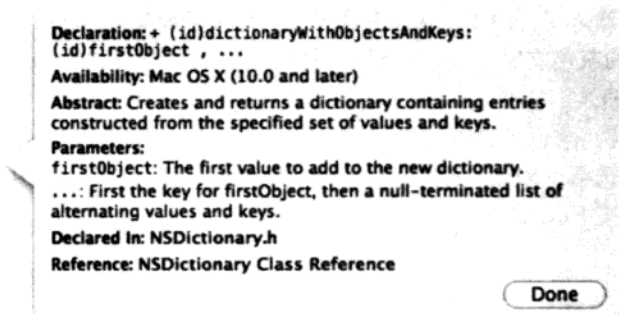 Declaration: + (id)dictionaryWithObjectsAndKeys:
(id)firstObject , ...
Availability: Mac OS X (10.0 and later)
Abstract: Creates and returns a dictionary containing entries
constructed from the specified set of values and keys.
Parameters:
firstObject: The first value to add to the new dictionary.
...: First the key for firstObject, then a null-terminated list of
alternating values and keys.
Declared In: NSDictionary.h
Reference: NSDictionary Class Reference
Done